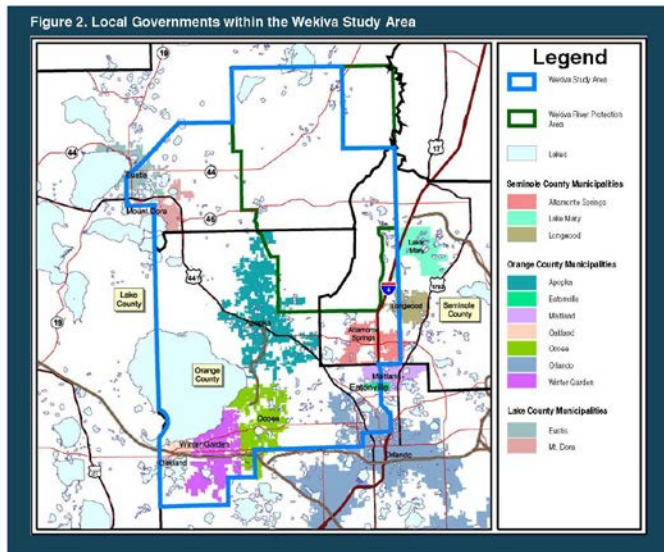 Figure 2. Local Governments within the Wekiva Study Area
Legend
Wekiva Study Area
Wekiva River Protection
Area
Lakes
Seminole County Municipalities
Altamonte Springs
Lake Mary
Longwood
Orange County Municipalities
Apopka
Eatonville
Maitland
Oakland
Ocoee
Orlando
Winter Garden
Lake County Municipalities
Eustis
Mt. Dora
19
44
Eustis
44
Mount Dora
46
441
17
Lake
Mary
4
Longwood
Seminole
County
Lake
County
19
Apopka
Altamonte
Springs
Orange
County
Maitland
Eatonville
Ocoee
Winter Garden
Oakland
Orlando